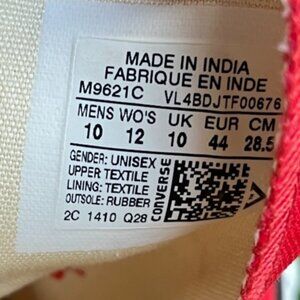 MADE IN INDIA
FABRIQUE EN INDE
M9621C VL4BDJTF00676
MENS WO'S UK EUR CM
10 12 10 44 28.5
GENDER: UNISEX
UPPER TEXTILE
LINING: TEXTILE
OUTSOLE: RUBBER
2C 1410 Q28
CONVERSE